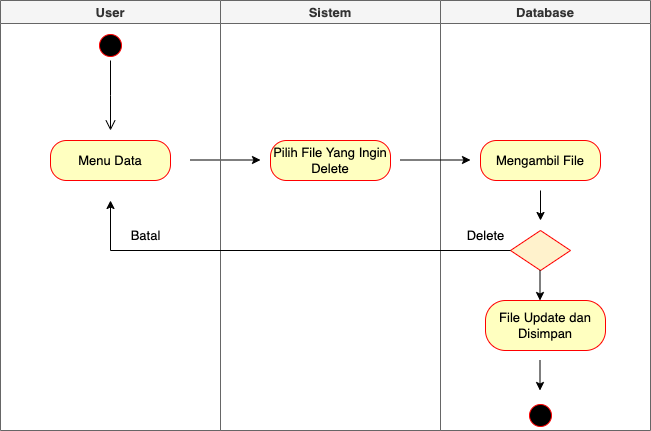 User
Sistem
Database
Menu Data
Pilih File Yang Ingin
Delete
Mengambil File
Batal
Delete
File Update dan
Disimpan